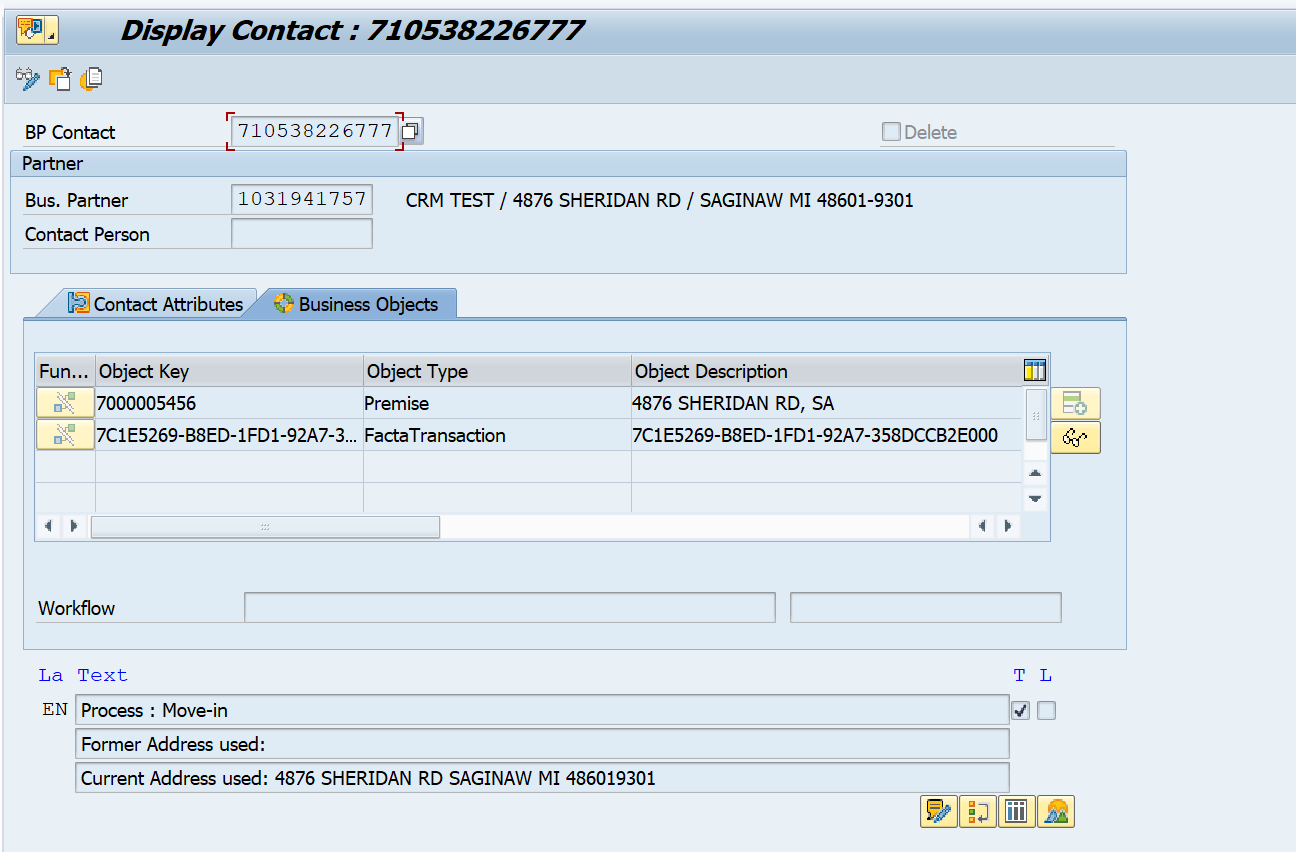 Display Contact : 710538226777
BP Contact 710538226777 Delete
Partner
Bus. Partner 1031941757 CRM TEST / 4876 SHERIDAN RD / SAGINAW MI 48601-9301
Contact Person
Contact Attributes Business Objects
Fun... Object Key Object Type Object Description
7000005456 Premise 4876 SHERIDAN RD, SA
7C1E5269-B8ED-1FD1-92A7-3... FactaTransaction 7C1E5269-B8ED-1FD1-92A7-358DCCB2E000
Workflow
La Text T L
EN Process : Move-in
Former Address used:
Current Address used: 4876 SHERIDAN RD SAGINAW MI 486019301